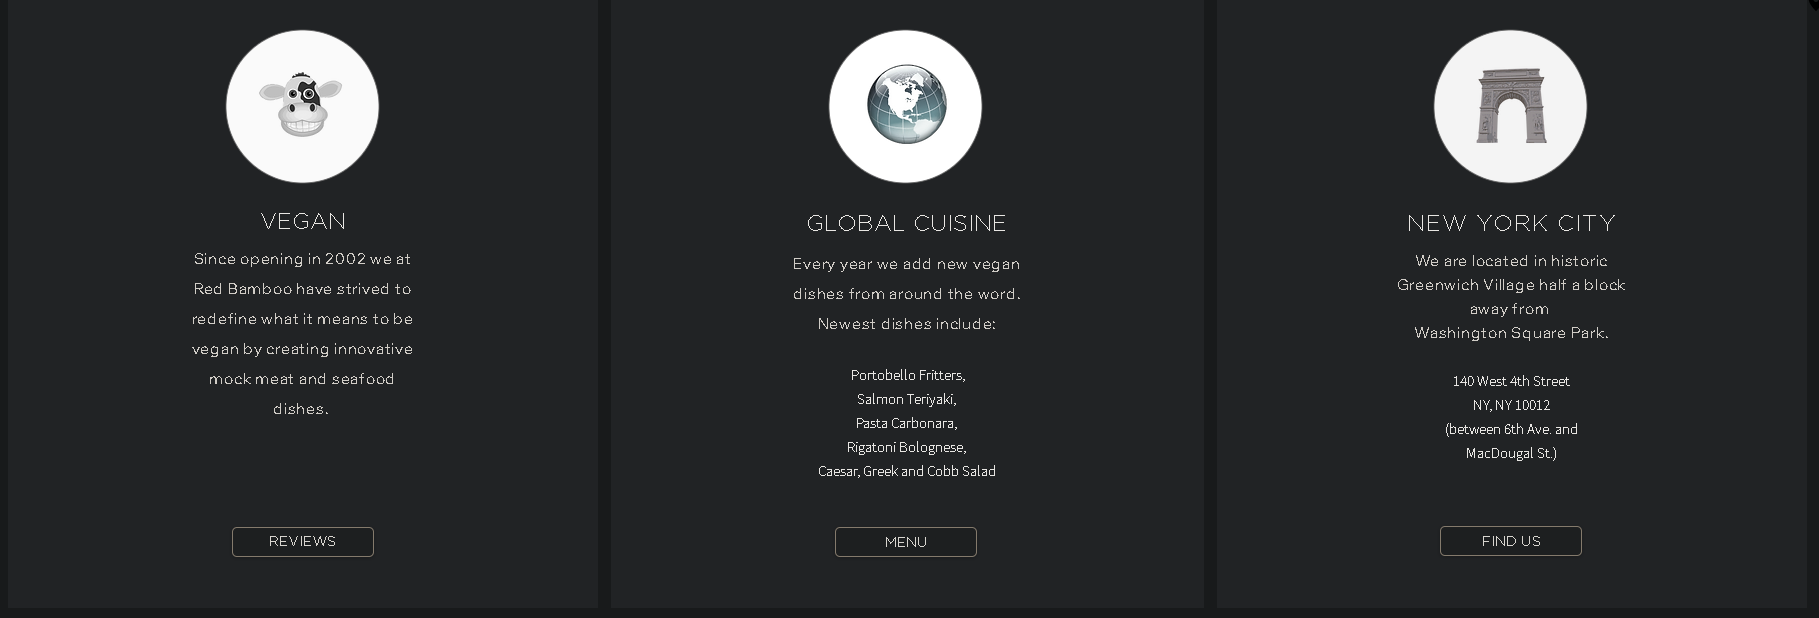 VEGAN
Since opening in 2002 we at
Red Bamboo have strived to
redefine what it means to be
vegan by creating innovative
mock meat and seafood
dishes.
REVIEWS
GLOBAL CUISINE
Every year we add new vegan
dishes from around the word.
Newest dishes include:
Portobello Fritters,
Salmon Teriyaki,
Pasta Carbonara,
Rigatoni Bolognese,
Caesar, Greek and Cobb Salad
MENU
NEW YORK CITY
We are located in historic
Greenwich Village half a block
away from
Washington Square Park.
140 West 4th Street
NY, NY 10012
(between 6th Ave. and
MacDougal St.)
FIND US